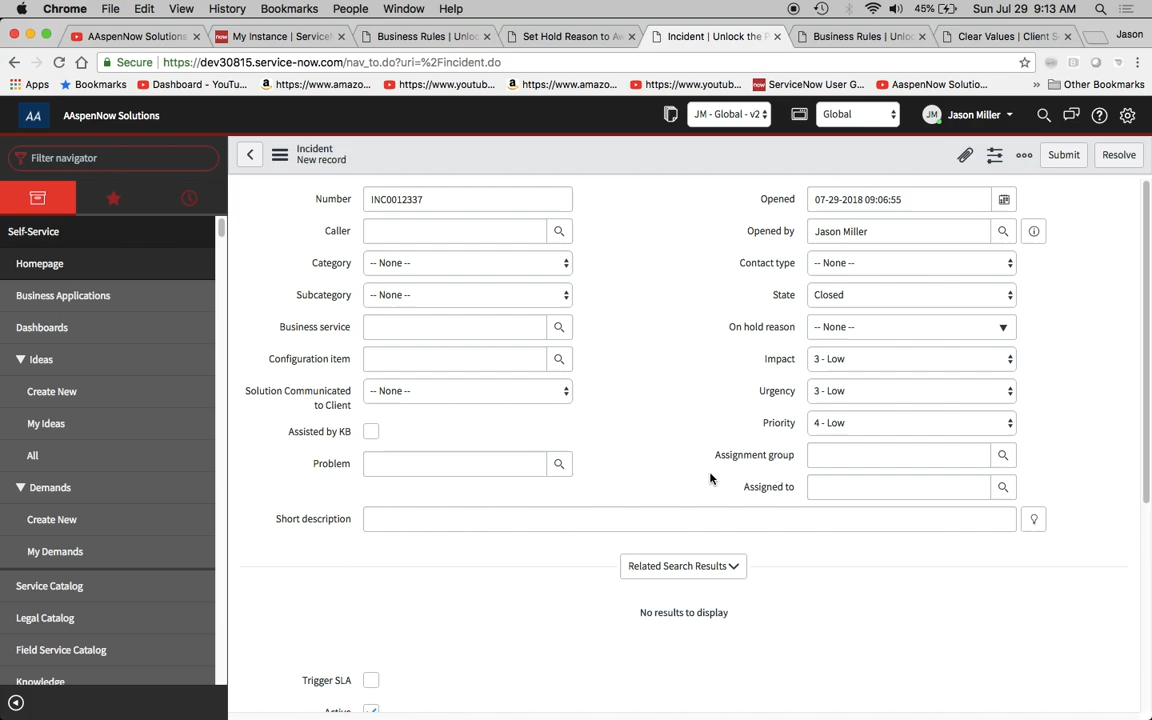 Chrome File Edit View History Bookmarks People Window Help 45% Sun Jul 29 9:13 AM
AAspenNow Solutions My Instance | Service Business Rules | Unlo Set Hold Reason to Aw Incident | Unlock the P Business Rules | Unlo Clear Values | Client S Jason
Secure | https://dev30815.service-now.com/nav_to.do?uri=%2Fincident.do
Apps Bookmarks Dashboard - YouTu... https://www.amazo... https://www.youtub... https://www.amazo... https://www.youtub... ServiceNow User G... AaspenNow Solutio... » Other Bookmarks
AA AAspenNow Solutions JM - Global - v2 Global JM Jason Miller
Filter navigator
Incident
New record
Submit Resolve
Self-Service
Homepage
Business Applications
Dashboards
Ideas
Create New
My Ideas
All
Demands
Create New
My Demands
Service Catalog
Legal Catalog
Field Service Catalog
Knowledge
Number INC0012337
Caller
Category -- None --
Subcategory -- None --
Business service
Configuration item
Solution Communicated
to Client
-- None --
Assisted by KB
Problem
Opened 07-29-2018 09:06:55
Opened by Jason Miller
Contact type -- None --
State Closed
On hold reason -- None --
Impact 3 - Low
Urgency 3 - Low
Priority 4 - Low
Assignment group
Assigned to
Short description
Related Search Results
No results to display
Trigger SLA
Active